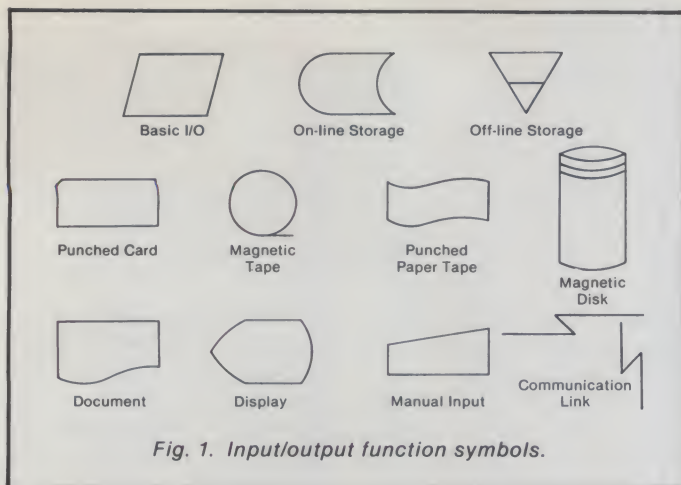 Basic I/O
On-line Storage
Off-line Storage
Punched Card
Magnetic
Tape
Punched
Paper Tape
Magnetic
Disk
Document
Display
Manual Input
Communication
Link
Fig. 1. Input/output function symbols.